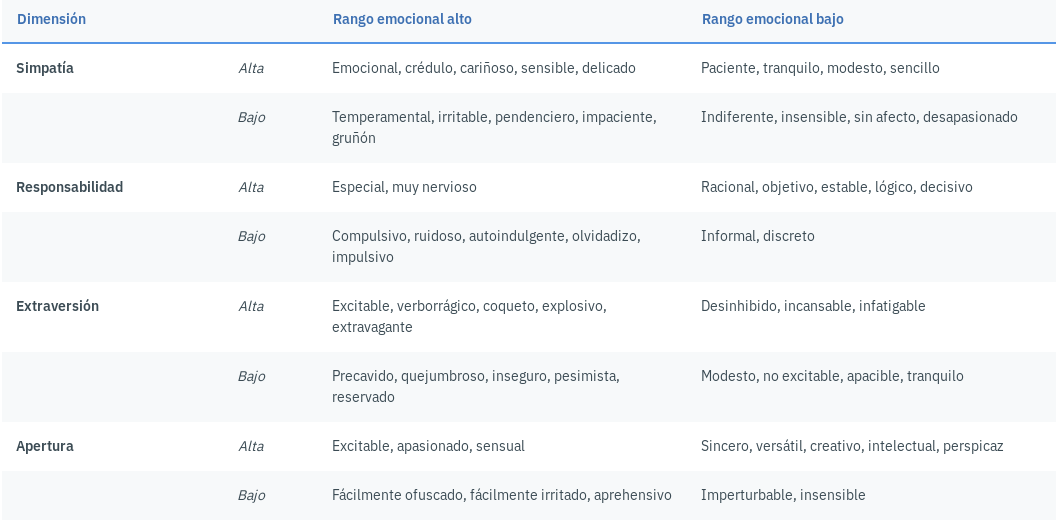 Dimensión Rango emocional alto Rango emocional bajo
Simpatía Alta Emocional, crédulo, cariñoso, sensible, delicado Paciente, tranquilo, modesto, sencillo
Bajo Temperamental, irritable, pendenciero, impaciente, Indiferente, insensible, sin afecto, desapasionado
gruñón
Responsabilidad Alta Especial, muy nervioso Racional, objetivo, estable, lógico, decisivo
Bajo Compulsivo, ruidoso, autoindulgente, olvidadizo, Informal, discreto
impulsivo
Extraversión Alta Excitable, verborrágico, coqueto, explosivo, Desinhibido, incansable, infatigable
extravagante
Bajo Precavido, quejumbroso, inseguro, pesimista, Modesto, no excitable, apacible, tranquilo
reservado
Apertura Alta Excitable, apasionado, sensual Sincero, versátil, creativo, intelectual, perspicaz
Bajo Fácilmente ofuscado, fácilmente irritado, aprehensivo Imperturbable, insensible